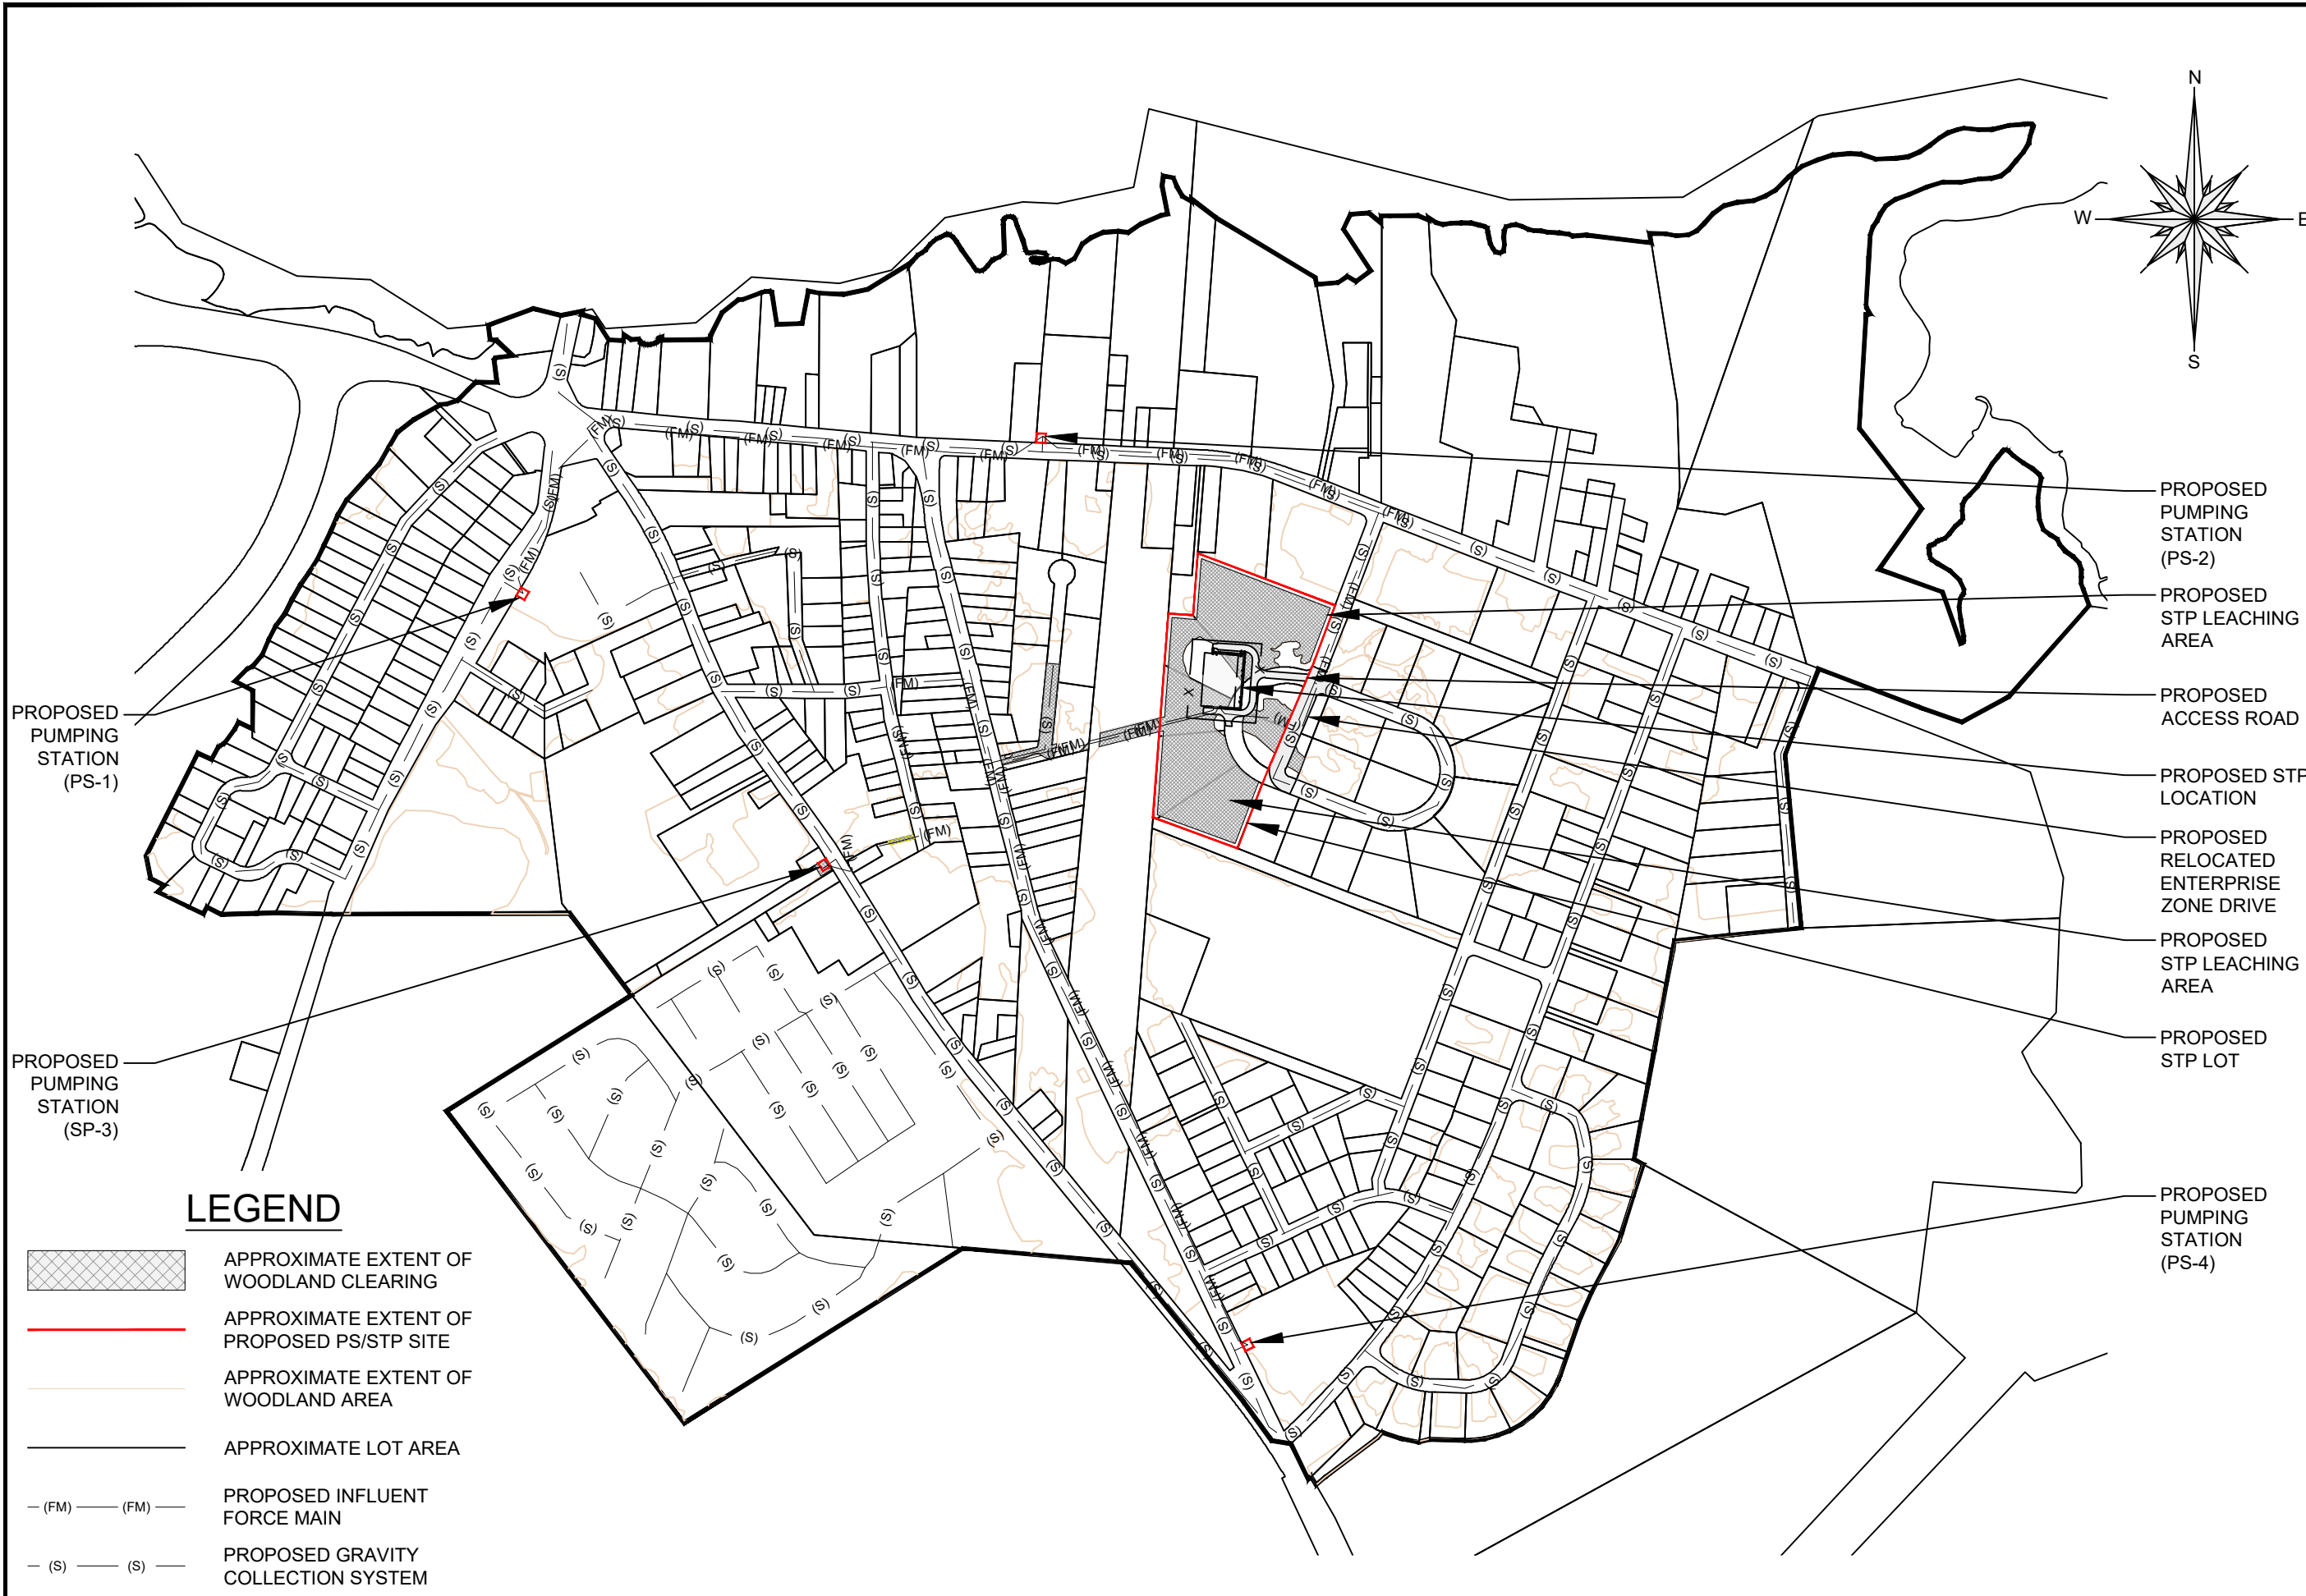 N
W
E
S
PROPOSED
PUMPING
STATION
(PS-2)
PROPOSED
STP LEACHING
AREA
PROPOSED
ACCESS ROAD
PROPOSED STP
LOCATION
PROPOSED
RELOCATED
ENTERPRISE
ZONE DRIVE
PROPOSED
STP LEACHING
AREA
PROPOSED
STP LOT
PROPOSED
PUMPING
STATION
(PS-4)
PROPOSED
PUMPING
STATION
(PS-1)
PROPOSED
PUMPING
STATION
(SP-3)
LEGEND
APPROXIMATE EXTENT OF
WOODLAND CLEARING
APPROXIMATE EXTENT OF
PROPOSED PS/STP SITE
APPROXIMATE EXTENT OF
WOODLAND AREA
APPROXIMATE LOT AREA
(FM) (FM)
PROPOSED INFLUENT
FORCE MAIN
(S) (S)
PROPOSED GRAVITY
COLLECTION SYSTEM